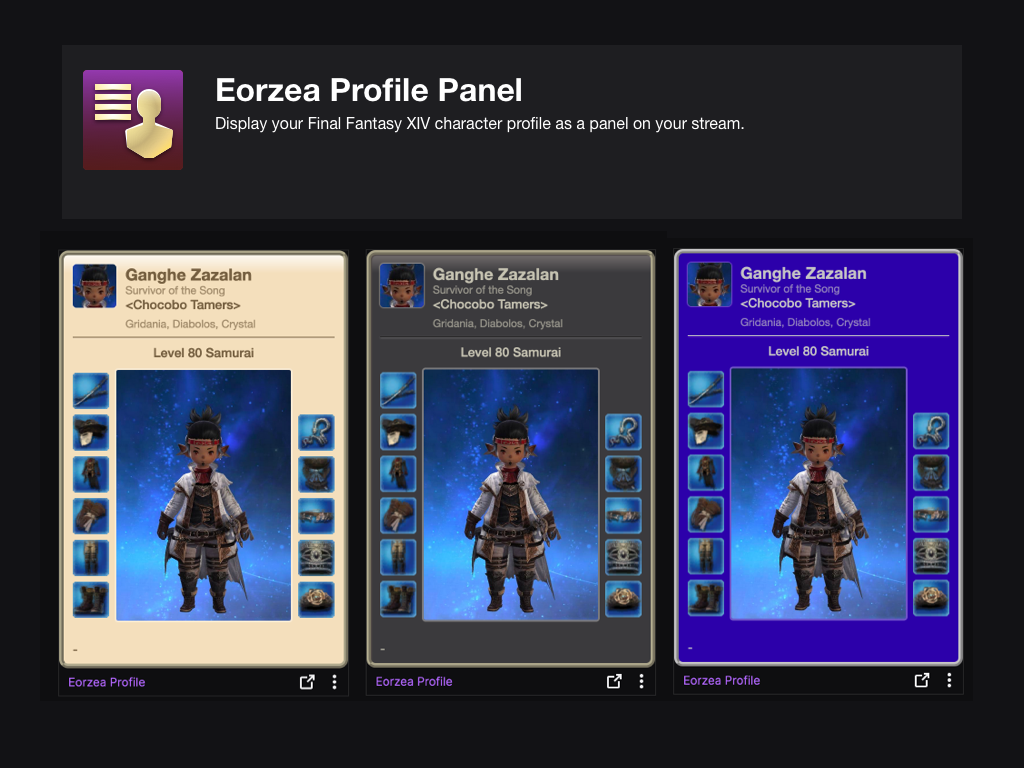 Eorzea Profile Panel
Display your Final Fantasy XIV character profile as a panel on your stream.
Ganghe Zazalan
Survivor of the Song
<Chocobo Tamers>
Gridania, Diabolos, Crystal
Level 80 Samurai
-
Eorzea Profile
Ganghe Zazalan
Survivor of the Song
<Chocobo Tamers>
Gridania, Diabolos, Crystal
Level 80 Samurai
-
Eorzea Profile
Ganghe Zazalan
Survivor of the Song
<Chocobo Tamers>
Gridania, Diabolos, Crystal
Level 80 Samurai
-
Eorzea Profile